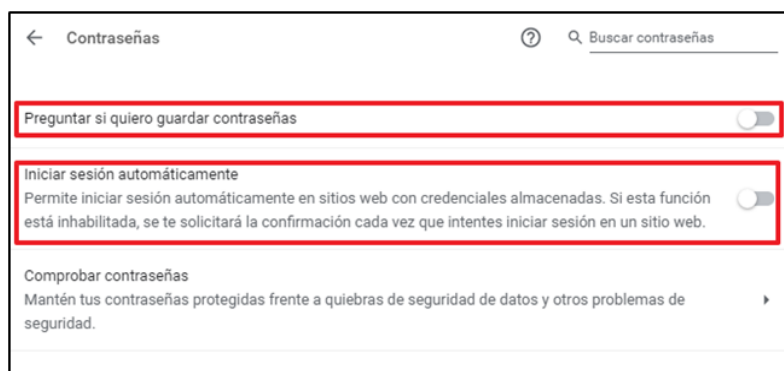 Contraseñas
Buscar contraseñas
Preguntar si quiero guardar contraseñas
Iniciar sesión automáticamente
Permite iniciar sesión automáticamente en sitios web con credenciales almacenadas. Si esta función
está inhabilitada, se te solicitará la confirmación cada vez que intentes iniciar sesión en un sitio web.
Comprobar contraseñas
Mantén tus contraseñas protegidas frente a quiebras de seguridad de datos y otros problemas de
seguridad.